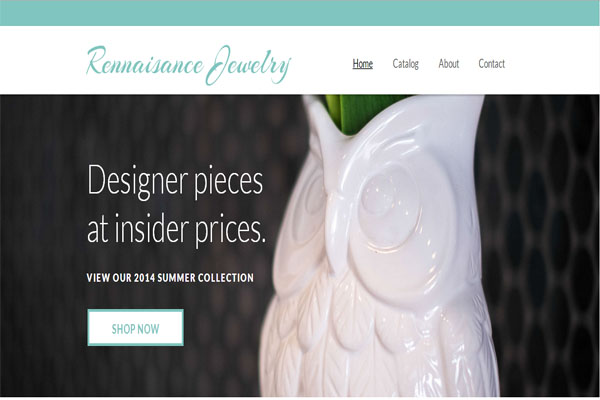 Rennaisance Jewelry
Home Catalog About Contact
Designer pieces
at insider prices.
VIEW OUR 2014 SUMMER COLLECTION
SHOP NOW